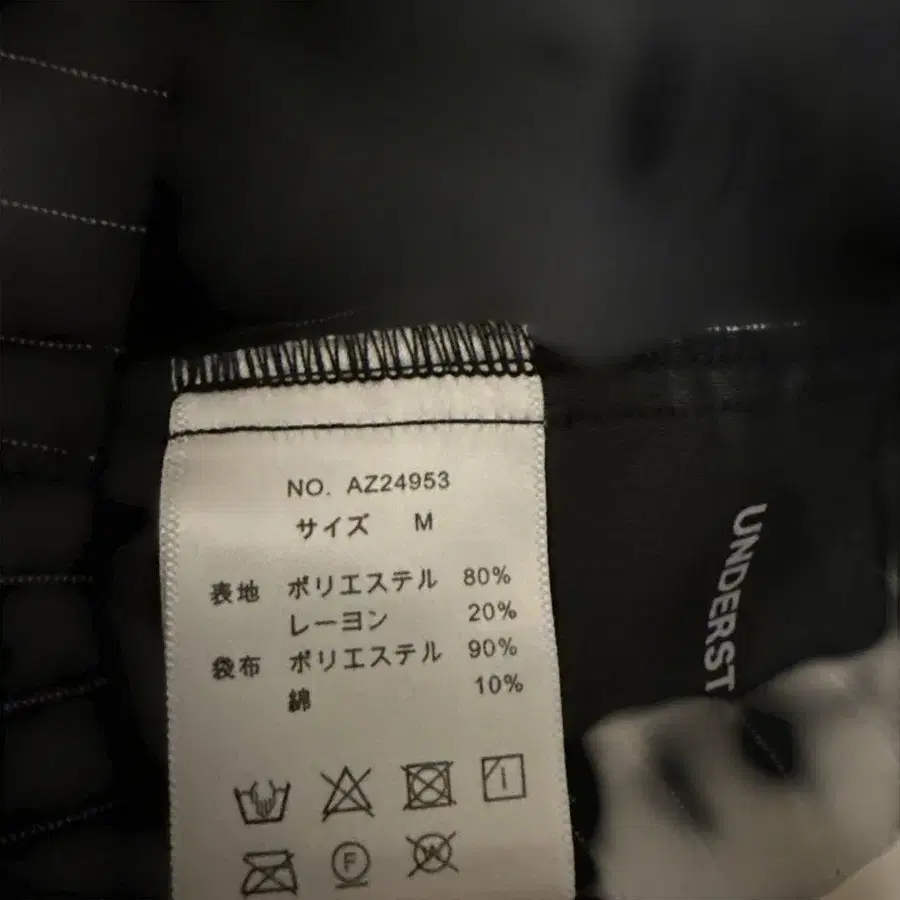 NO. AZ24953
サイズ M
表地 ポリエステル 80%
レーヨン 20%
袋布 ポリエステル 90%
綿 10%
F
W
UNDERST